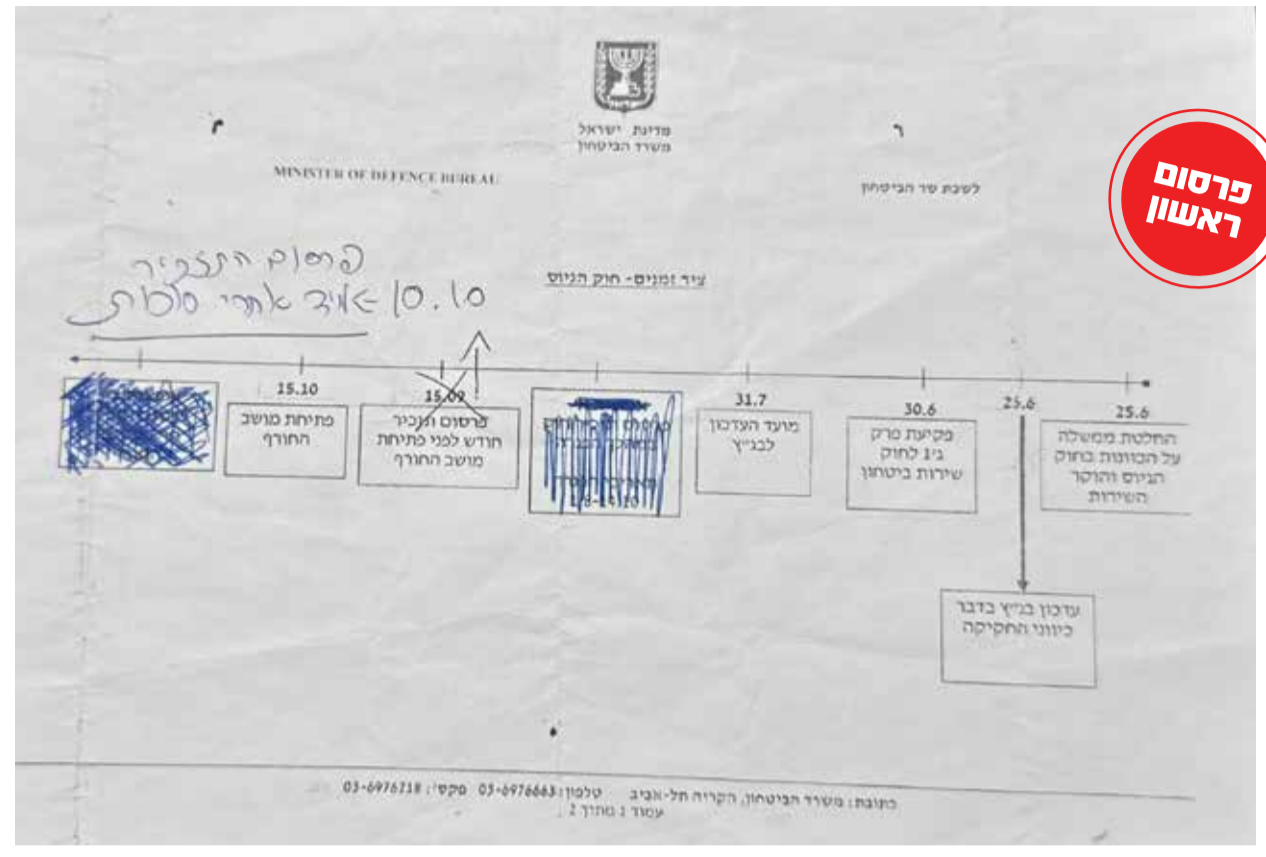 מדינת ישראל
משרד הביטחון
MINISTER OF DEFENCE BUREAU
לשכת שר הביטחון
פרסום
ראשון
פרסום התזכיר
10.10 מיד אחרי סוכות
ציר זמנים- חוק הגיוס
25.6
החלטת ממשלה
על הכוונות בחוק
הגיוס והוקר
השירות
25.6
עדכון בג״ץ בדבר
כיווני החקיקה
30.6
פקיעת פרק
ג׳1 לחוק
שירות ביטחון
31.7
מועד העדכון
לבג״ץ
15.09
פרסום תזכיר
חודש לפני פתיחת
מושב החורף
15.10
פתיחת מושב
החורף
כתובת: משרד הביטחון, הקריה תל-אביב טלפון: 03-6976663 פקסי: 03-6976218
עמוד 1 מתוך 2